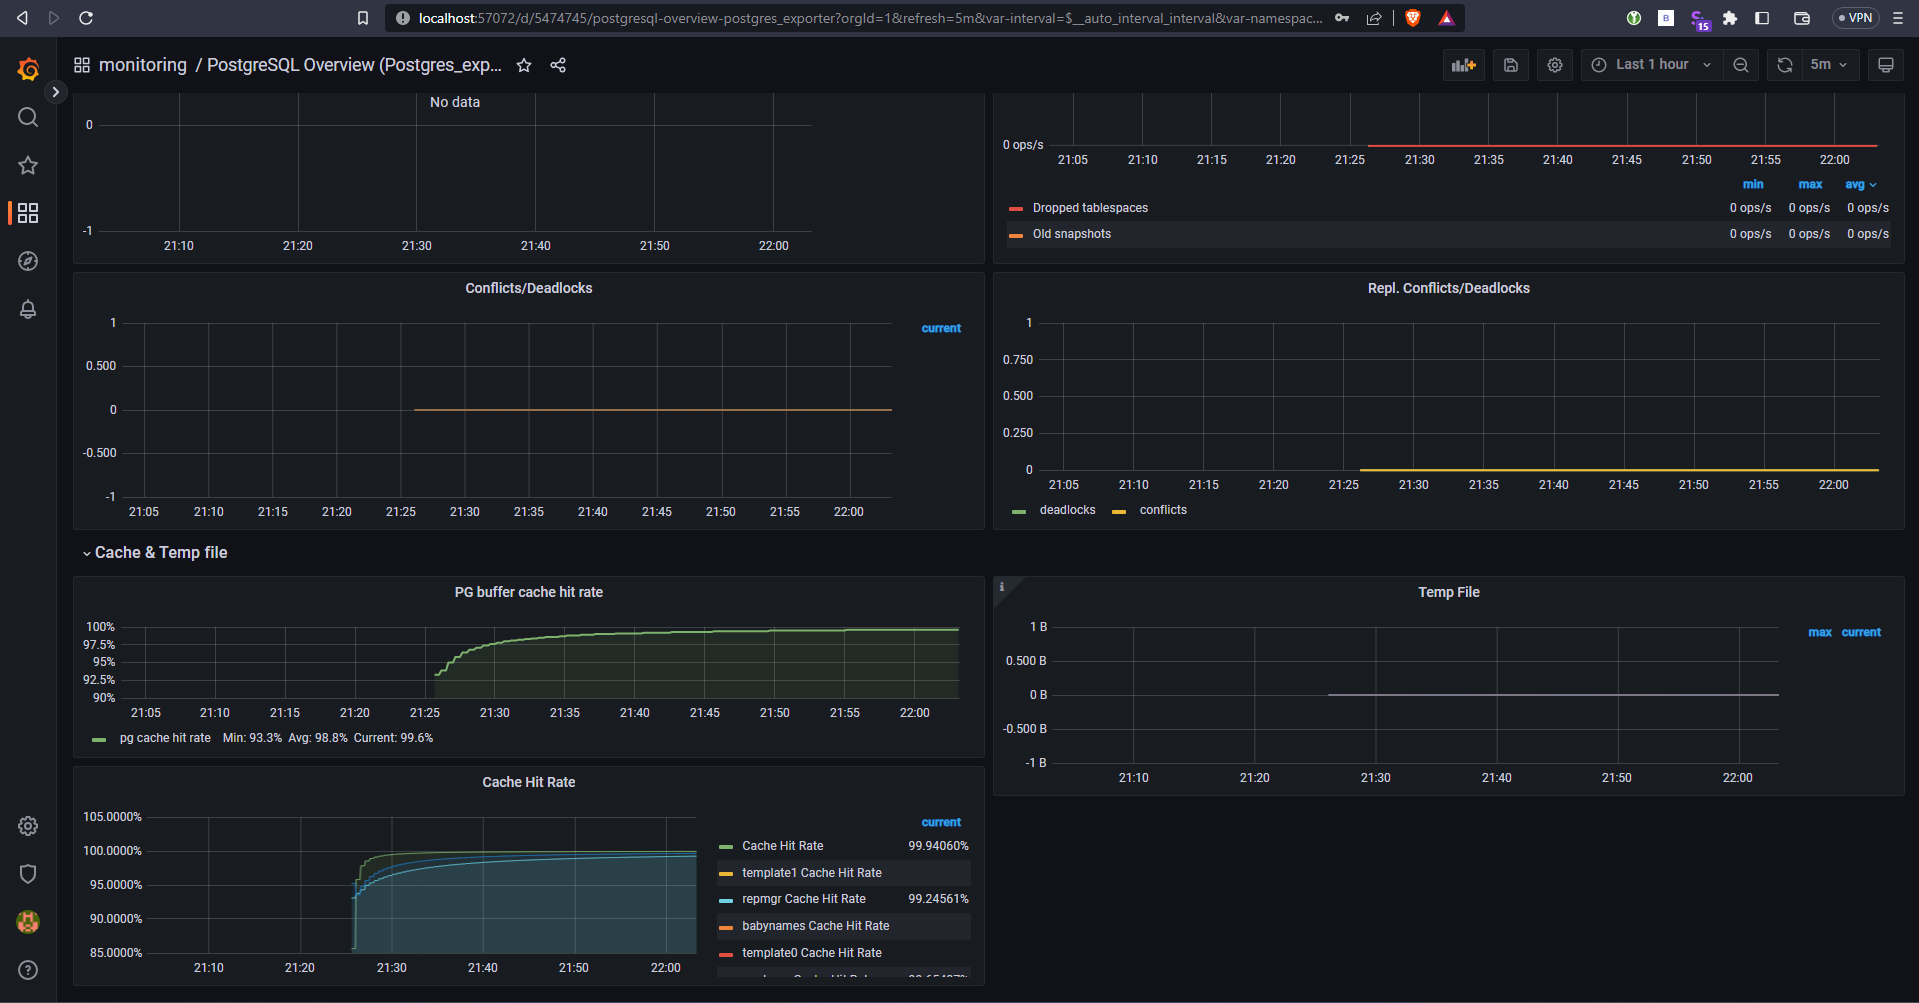 localhost:57072/d/5474745/postgresql-overview-postgres_exporter?orgId=1&refresh=5m&var-interval=$__auto_interval_interval&var-namespac...
15
VPN
monitoring / PostgreSQL Overview (Postgres_exp...
Last 1 hour
5m
No data
0
-1
21:10 21:20 21:30 21:40 21:50 22:00
0 ops/s
21:05 21:10 21:15 21:20 21:25 21:30 21:35 21:40 21:45 21:50 21:55 22:00
min max avg
Dropped tablespaces 0 ops/s 0 ops/s 0 ops/s
Old snapshots 0 ops/s 0 ops/s 0 ops/s
Conflicts/Deadlocks
1
0.500
0
-0.500
-1
21:05 21:10 21:15 21:20 21:25 21:30 21:35 21:40 21:45 21:50 21:55 22:00
current
Repl. Conflicts/Deadlocks
1
0.750
0.500
0.250
0
21:05 21:10 21:15 21:20 21:25 21:30 21:35 21:40 21:45 21:50 21:55 22:00
deadlocks conflicts
Cache & Temp file
PG buffer cache hit rate
100%
97.5%
95%
92.5%
90%
21:05 21:10 21:15 21:20 21:25 21:30 21:35 21:40 21:45 21:50 21:55 22:00
pg cache hit rate Min: 93.3% Avg: 98.8% Current: 99.6%
Temp File
1 B
0.500 B
0 B
-0.500 B
-1 B
21:10 21:20 21:30 21:40 21:50 22:00
max current
Cache Hit Rate
105.0000%
100.0000%
95.0000%
90.0000%
85.0000%
21:10 21:20 21:30 21:40 21:50 22:00
current
Cache Hit Rate 99.94060%
template1 Cache Hit Rate
repmgr Cache Hit Rate 99.24561%
babynames Cache Hit Rate
template0 Cache Hit Rate